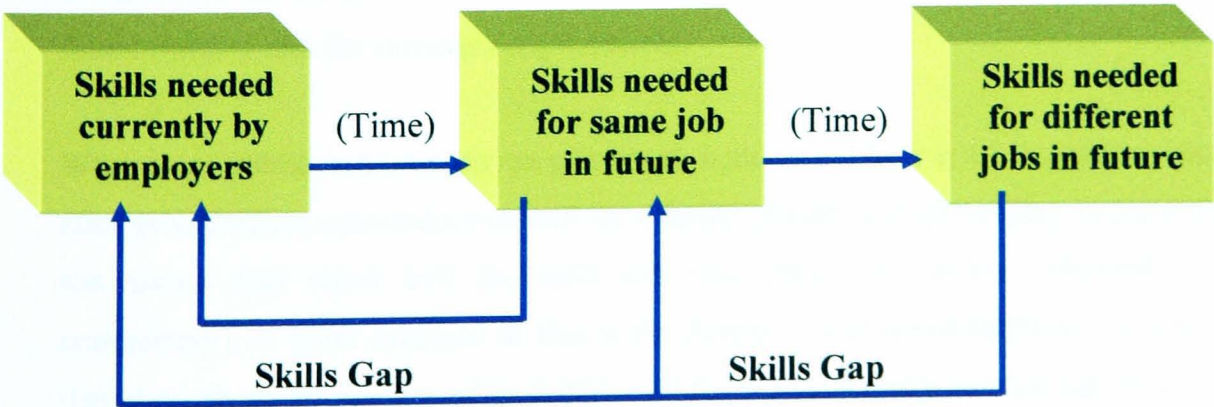 Skills needed
currently by
employers
(Time)
Skills needed
for same job
in future
(Time)
Skills needed
for different
jobs in future
Skills Gap
Skills Gap